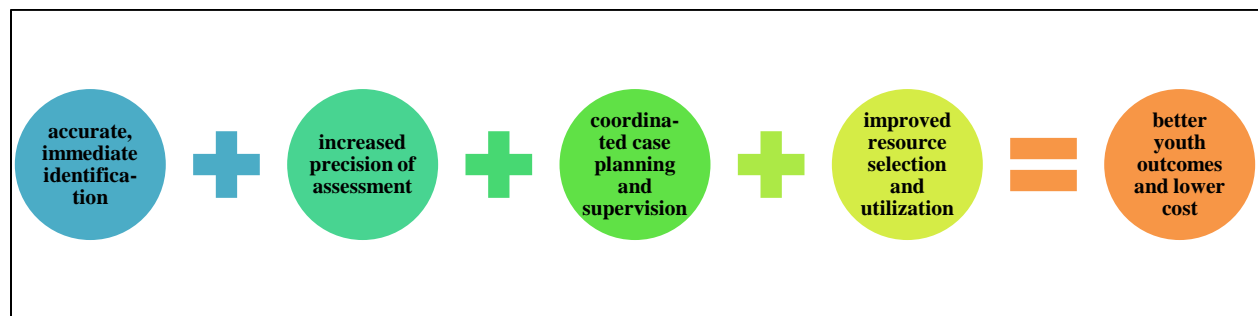 accurate,
immediate
identifica-
tion
increased
precision of
assessment
coordina-
ted case
planning
and
supervision
improved
resource
selection
and
utilization
better
youth
outcomes
and lower
cost